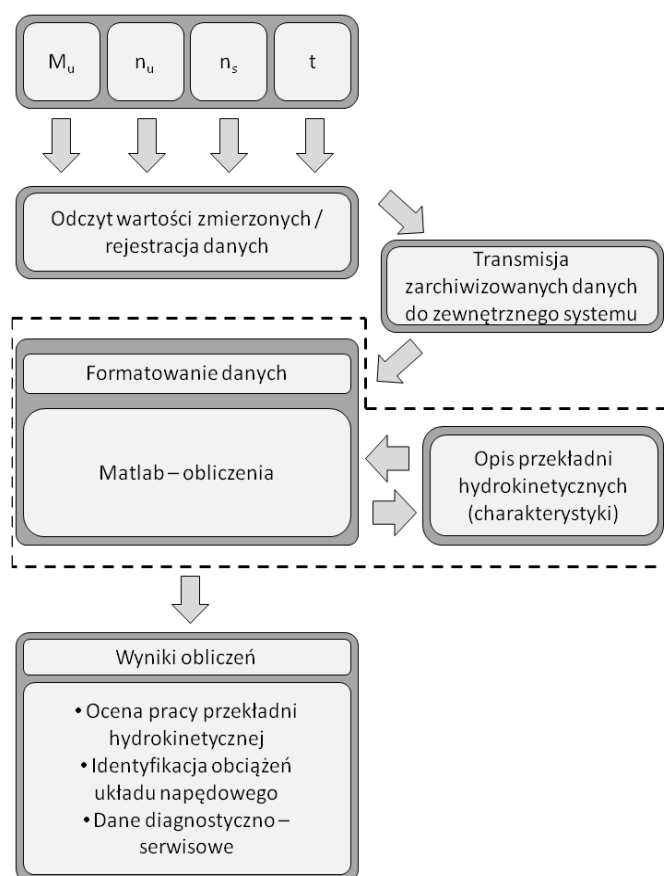 Mu nu ns t
Odczyt wartości zmierzonych /
rejestracja danych
Transmisja
zarchiwizowanych danych
do zewnętrznego systemu
Formatowanie danych
Matlab – obliczenia
Opis przekładni
hydrokinetycznych
(charakterystyki)
Wyniki obliczeń
• Ocena pracy przekładni
hydrokinetycznej
• Identyfikacja obciążeń
układu napędowego
• Dane diagnostyczno –
serwisowe